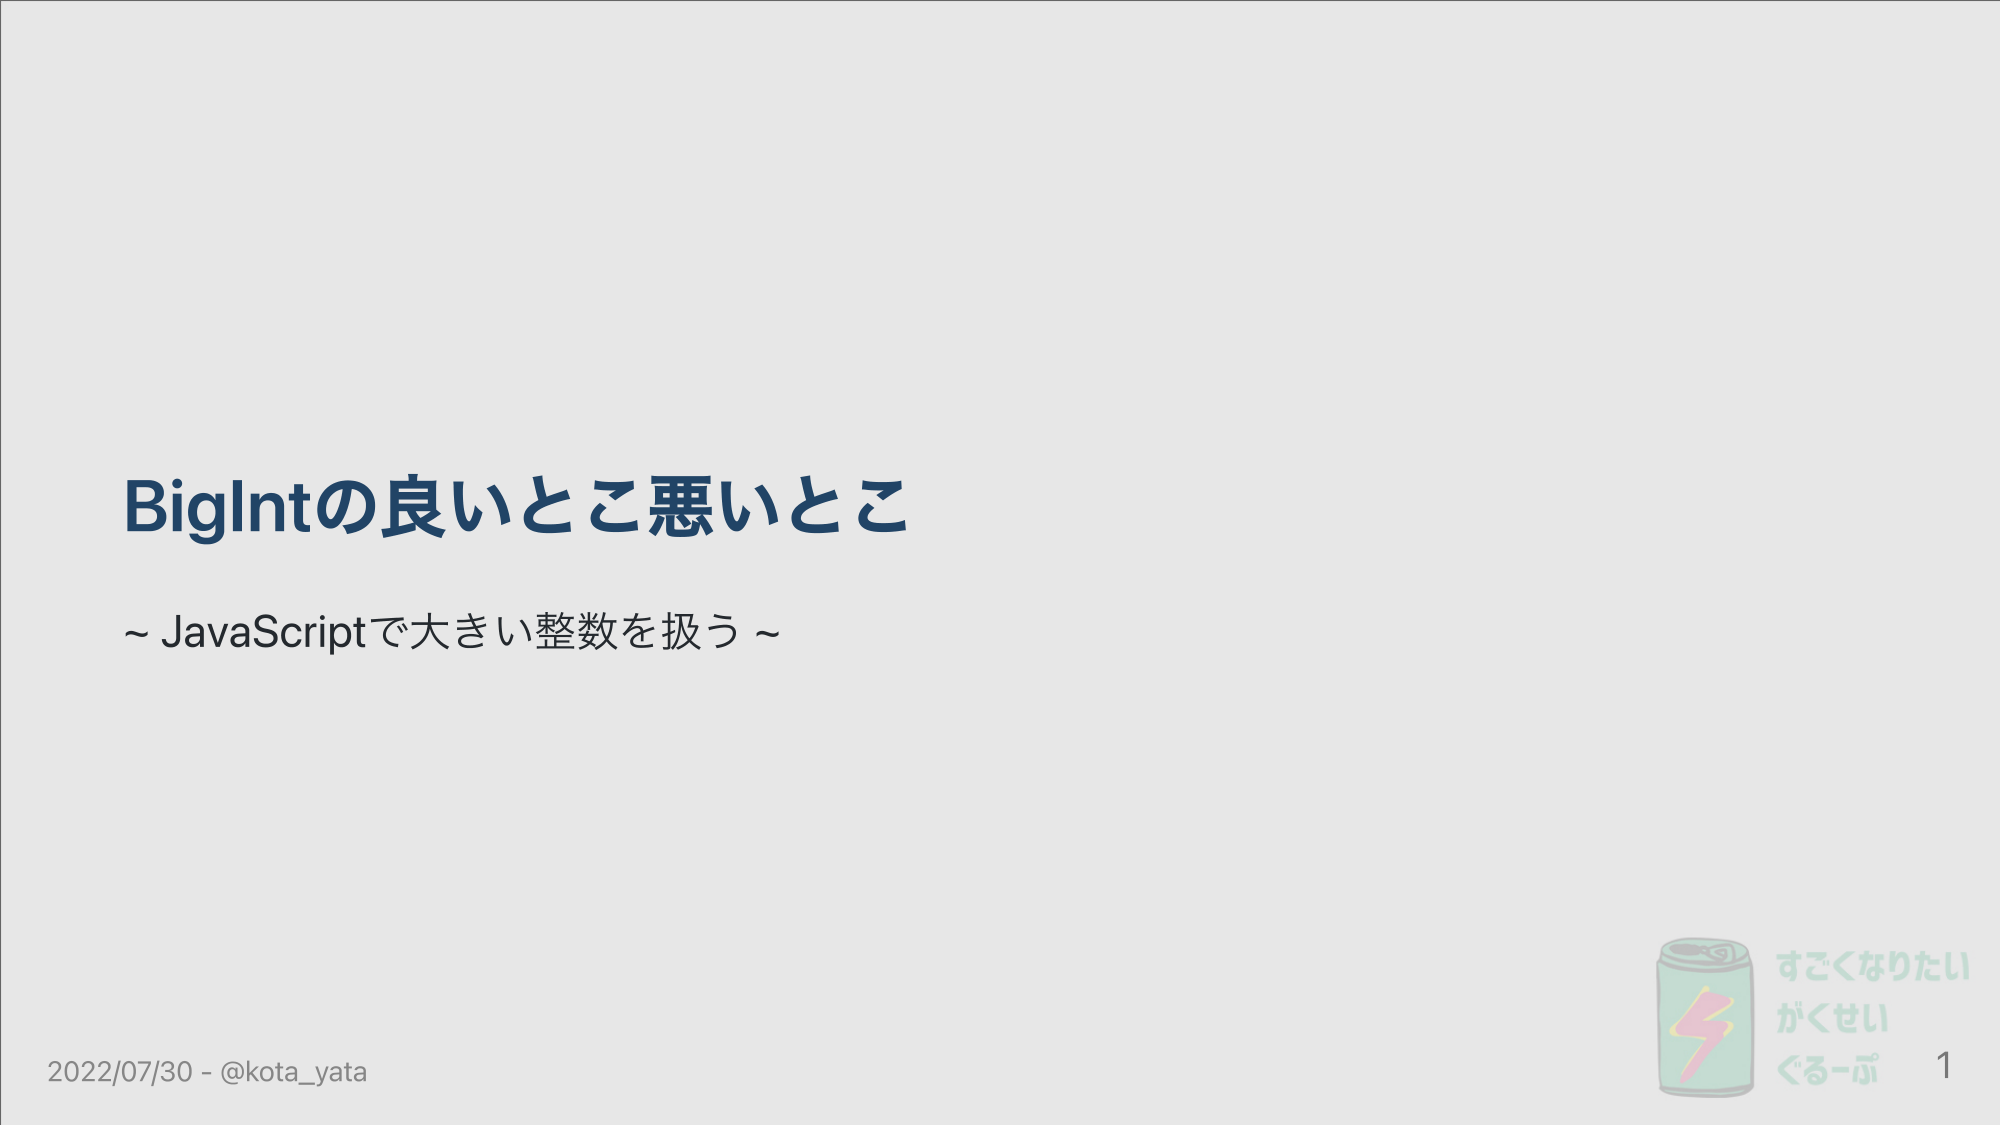 BigIntの良いとこ悪いとこ
~ JavaScriptで大きい整数を扱う ~
すごくなりたい
がくせい
ぐるーぷ
2022/07/30 - @kota_yata
1